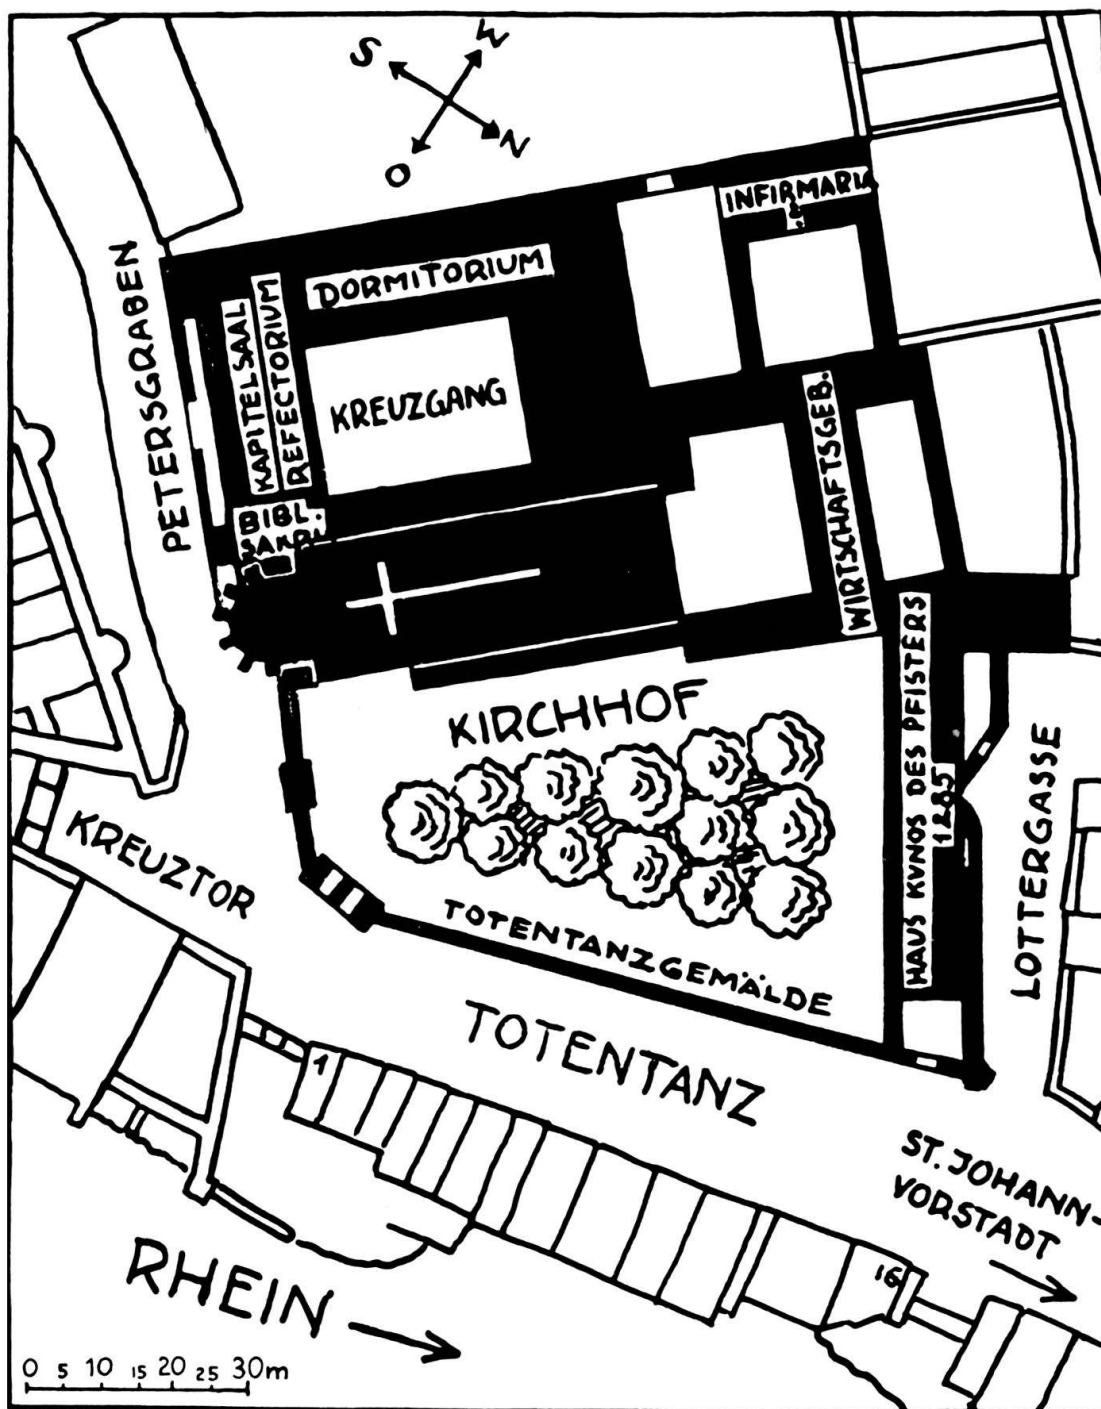 S
W
O
N
INFIRMARIA
DORMITORIUM
PETERSGRABEN
KAPITELSAAL
REFECTORIUM
KREUZGANG
WIRTSCHAFTSGEB.
BIBL.
HAUS KVNOS DES PFISTERS
1285
KIRCHHOF
LOTTERGASSE
KREUZTOR
TOTENTANZGEMÄLDE
TOTENTANZ
1
ST. JOHANN-
VORSTADT
RHEIN
16
0 5 10 15 20 25 30m